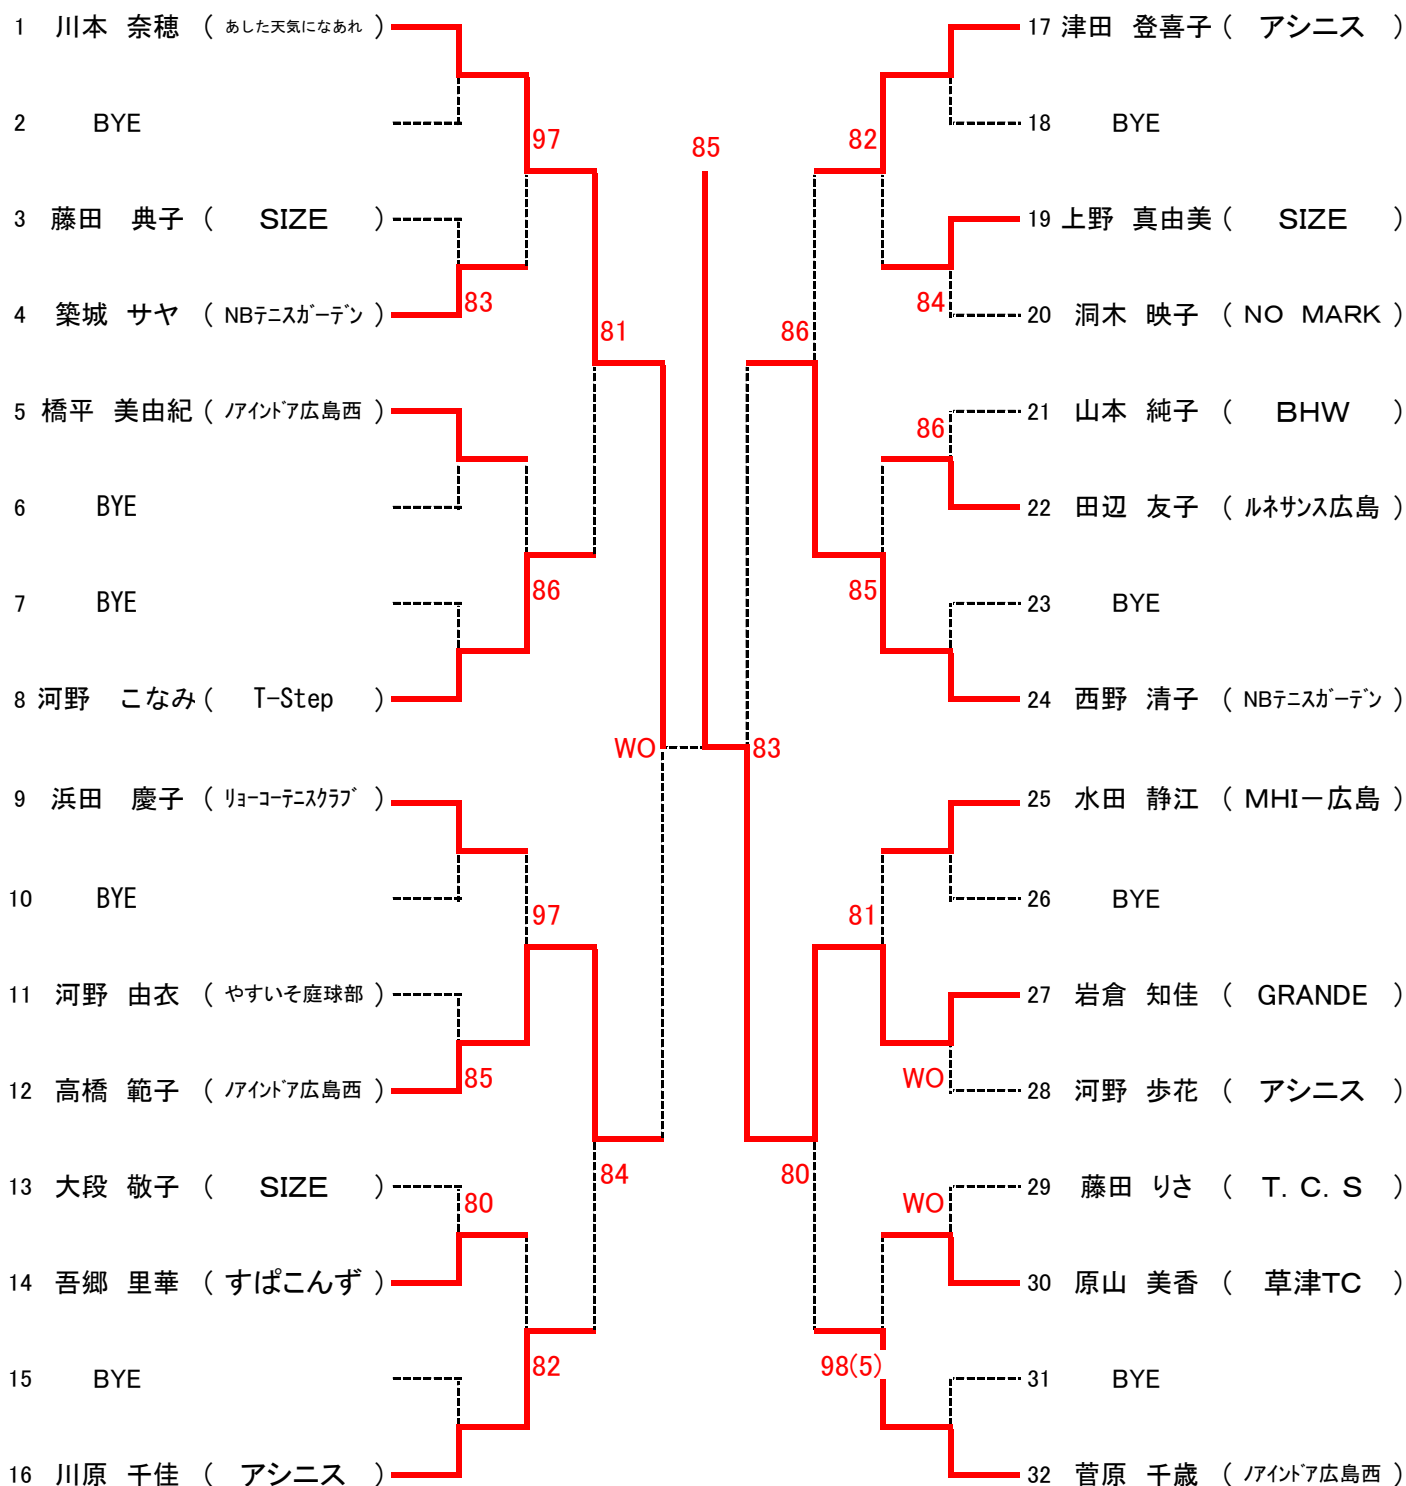 1 川本 奈穂 ( あした天気になあれ )
2 BYE
97
3 藤田 典子 ( SIZE )
4 築城 サヤ ( NBテニスガーデン )
83
81
5 橋平 美由紀 ( ノアインドア広島西 )
6 BYE
7 BYE
86
8 河野 こなみ ( T-Step )
WO
9 浜田 慶子 ( リョーコーテニスクラブ )
10 BYE
97
11 河野 由衣 ( やすいそ庭球部 )
12 高橋 範子 ( ノアインドア広島西 )
85
84
13 大段 敬子 ( SIZE )
80
14 吾郷 里華 ( すぱこんず )
15 BYE
82
16 川原 千佳 ( アシニス )
85
17 津田 登喜子 ( アシニス )
18 BYE
82
19 上野 真由美 ( SIZE )
84
20 洞木 映子 ( NO MARK )
86
21 山本 純子 ( BHW )
86
22 田辺 友子 ( ルネサンス広島 )
23 BYE
85
24 西野 清子 ( NBテニスガーデン )
83
25 水田 静江 ( MHI-広島 )
26 BYE
81
27 岩倉 知佳 ( GRANDE )
WO
28 河野 歩花 ( アシニス )
80
29 藤田 りさ ( T. C. S )
WO
30 原山 美香 ( 草津TC )
98(5)
31 BYE
32 菅原 千歳 ( ノアインドア広島西 )